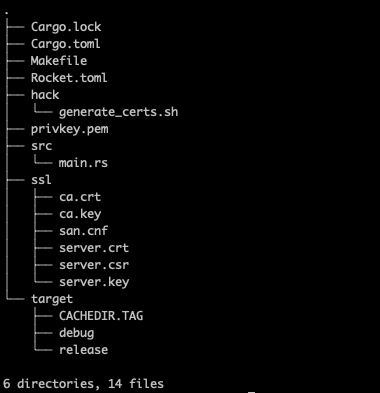 .
├── Cargo.lock
├── Cargo.toml
├── Makefile
├── Rocket.toml
├── hack
│   └── generate_certs.sh
├── privkey.pem
├── src
│   └── main.rs
├── ssl
│   ├── ca.crt
│   ├── ca.key
│   ├── san.cnf
│   ├── server.crt
│   ├── server.csr
│   └── server.key
└── target
    ├── CACHEDIR.TAG
    ├── debug
    └── release

6 directories, 14 files